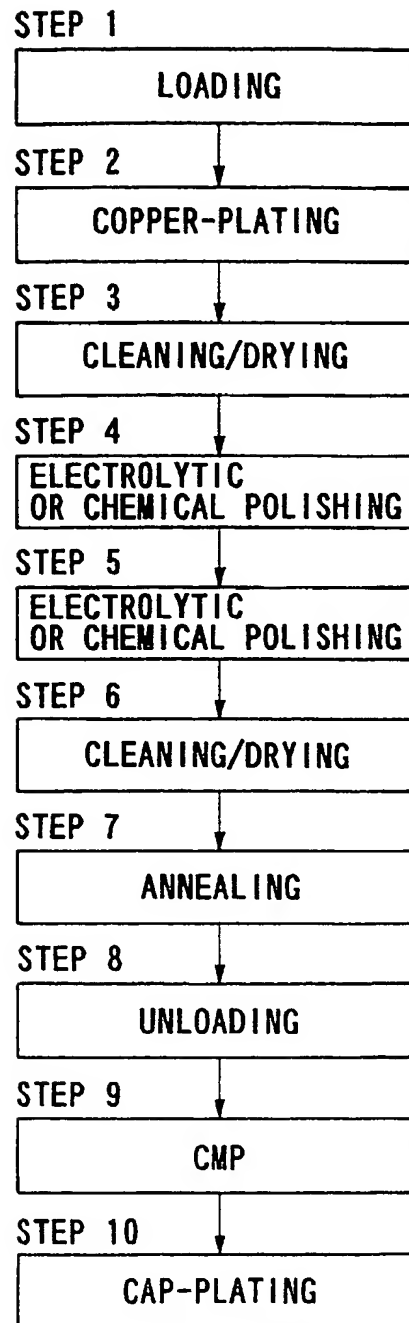 STEP 1
LOADING
STEP 2
COPPER-PLATING
STEP 3
CLEANING/DRYING
STEP 4
ELECTROLYTIC
OR CHEMICAL POLISHING
STEP 5
ELECTROLYTIC
OR CHEMICAL POLISHING
STEP 6
CLEANING/DRYING
STEP 7
ANNEALING
STEP 8
UNLOADING
STEP 9
CMP
STEP 10
CAP-PLATING